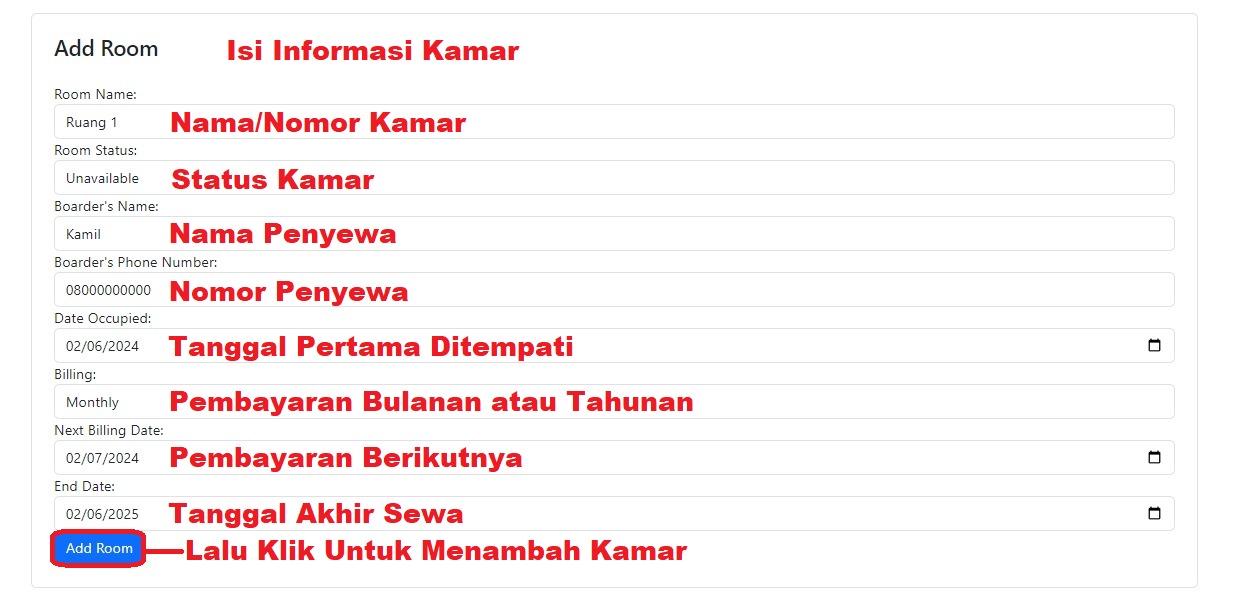 Add Room Isi Informasi Kamar
Room Name:
Ruang 1 Nama/Nomor Kamar
Room Status:
Unavailable Status Kamar
Boarder's Name:
Kamil Nama Penyewa
Boarder's Phone Number:
08000000000 Nomor Penyewa
Date Occupied:
02/06/2024 Tanggal Pertama Ditempati
Billing:
Monthly Pembayaran Bulanan atau Tahunan
Next Billing Date:
02/07/2024 Pembayaran Berikutnya
End Date:
02/06/2025 Tanggal Akhir Sewa
Add Room Lalu Klik Untuk Menambah Kamar